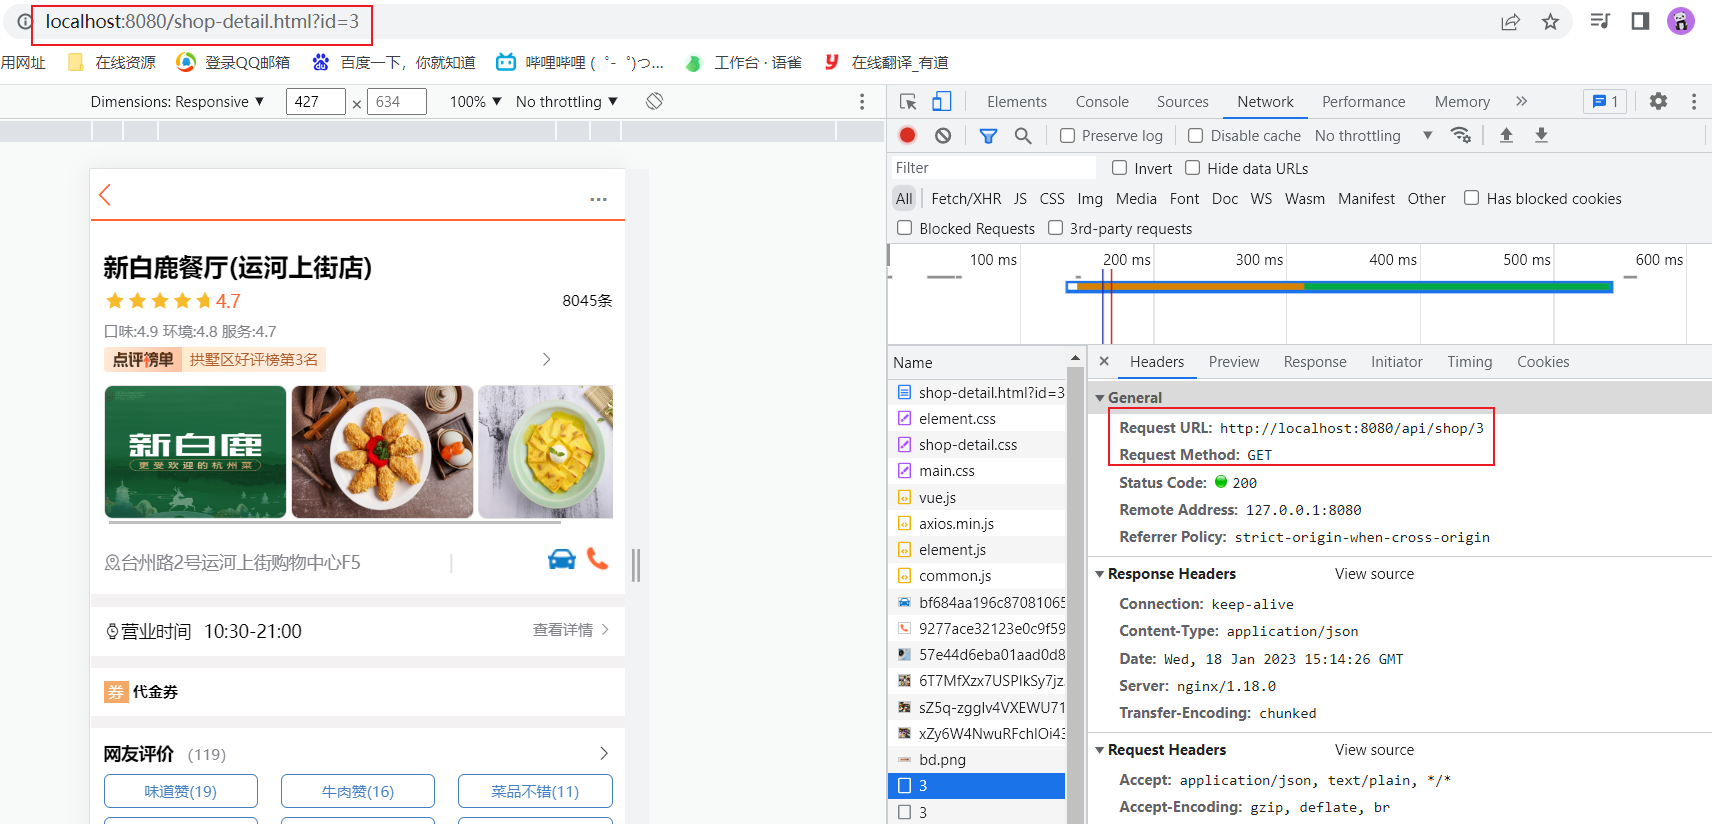 localhost:8080/shop-detail.html?id=3
用网址 在线资源 登录QQ邮箱 百度一下，你就知道 哔哩哔哩 (゜-゜)つ... 工作台 · 语雀 在线翻译_有道
Dimensions: Responsive ▼ 427 × 634 100% ▼ No throttling ▼
Elements Console Sources Network Performance Memory » 1
Preserve log Disable cache No throttling ▼
Filter Invert Hide data URLs
All Fetch/XHR JS CSS Img Media Font Doc WS Wasm Manifest Other Has blocked cookies
Blocked Requests 3rd-party requests
100 ms 200 ms 300 ms 400 ms 500 ms 600 ms
...
新白鹿餐厅(运河上街店)
4.7 8045条
口味:4.9 环境:4.8 服务:4.7
点评榜单 拱墅区好评榜第3名
新白鹿
更受欢迎的杭州菜
台州路2号运河上街购物中心F5
营业时间 10:30-21:00 查看详情
券 代金券
网友评价 (119)
味道赞(19) 牛肉赞(16) 菜品不错(11)
Name
shop-detail.html?id=3
element.css
shop-detail.css
main.css
vue.js
axios.min.js
element.js
common.js
bf684aa196c87081065
9277ace32123e0c9f59
57e44d6eba01aad0d8
6T7MfXzx7USPIkSy7jz
sZ5q-zgglv4VXEWU71
xZy6W4NwuRFchlOi43
bd.png
3
3
× Headers Preview Response Initiator Timing Cookies
General
Request URL: http://localhost:8080/api/shop/3
Request Method: GET
Status Code: 200
Remote Address: 127.0.0.1:8080
Referrer Policy: strict-origin-when-cross-origin
Response Headers View source
Connection: keep-alive
Content-Type: application/json
Date: Wed, 18 Jan 2023 15:14:26 GMT
Server: nginx/1.18.0
Transfer-Encoding: chunked
Request Headers View source
Accept: application/json, text/plain, */*
Accept-Encoding: gzip, deflate, br